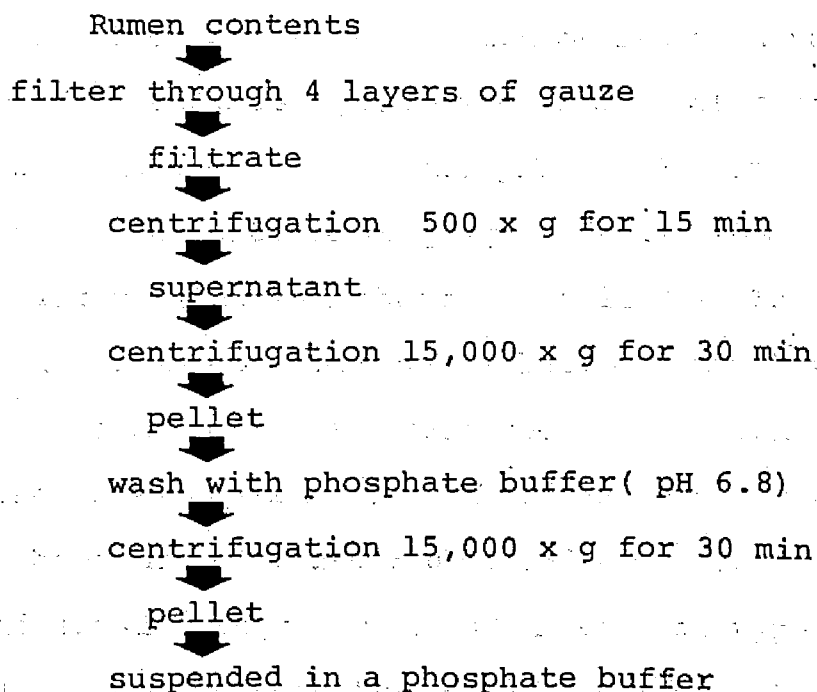 Rumen contents
filter through 4 layers of gauze
filtrate
centrifugation 500 x g for 15 min
supernatant
centrifugation 15,000 x g for 30 min
pellet
wash with phosphate buffer( pH 6.8)
centrifugation 15,000 x g for 30 min
pellet
suspended in a phosphate buffer